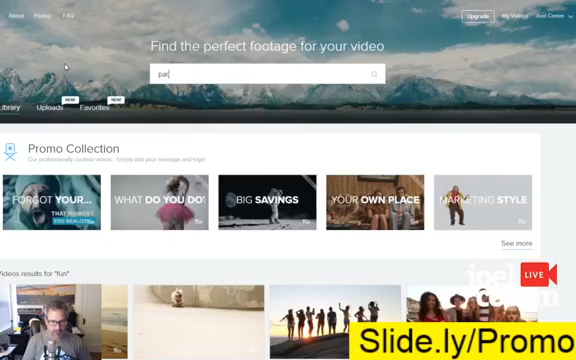 About Pricing FAQ Upgrade My Videos Joel Comm
Find the perfect footage for your video
par
Library Uploads NEW! Favorites NEW!
Promo Collection
Our professionally curated videos - Simply add your message and logo!
FORGOT YOUR...
THAT MOMENT
YOU REALIZE
WHAT DO YOU DO?
BIG SAVINGS
YOUR OWN PLACE
MARKETING STYLE
See more
Videos results for "fun"
joel
comm
LIVE
Slide.ly/Promo